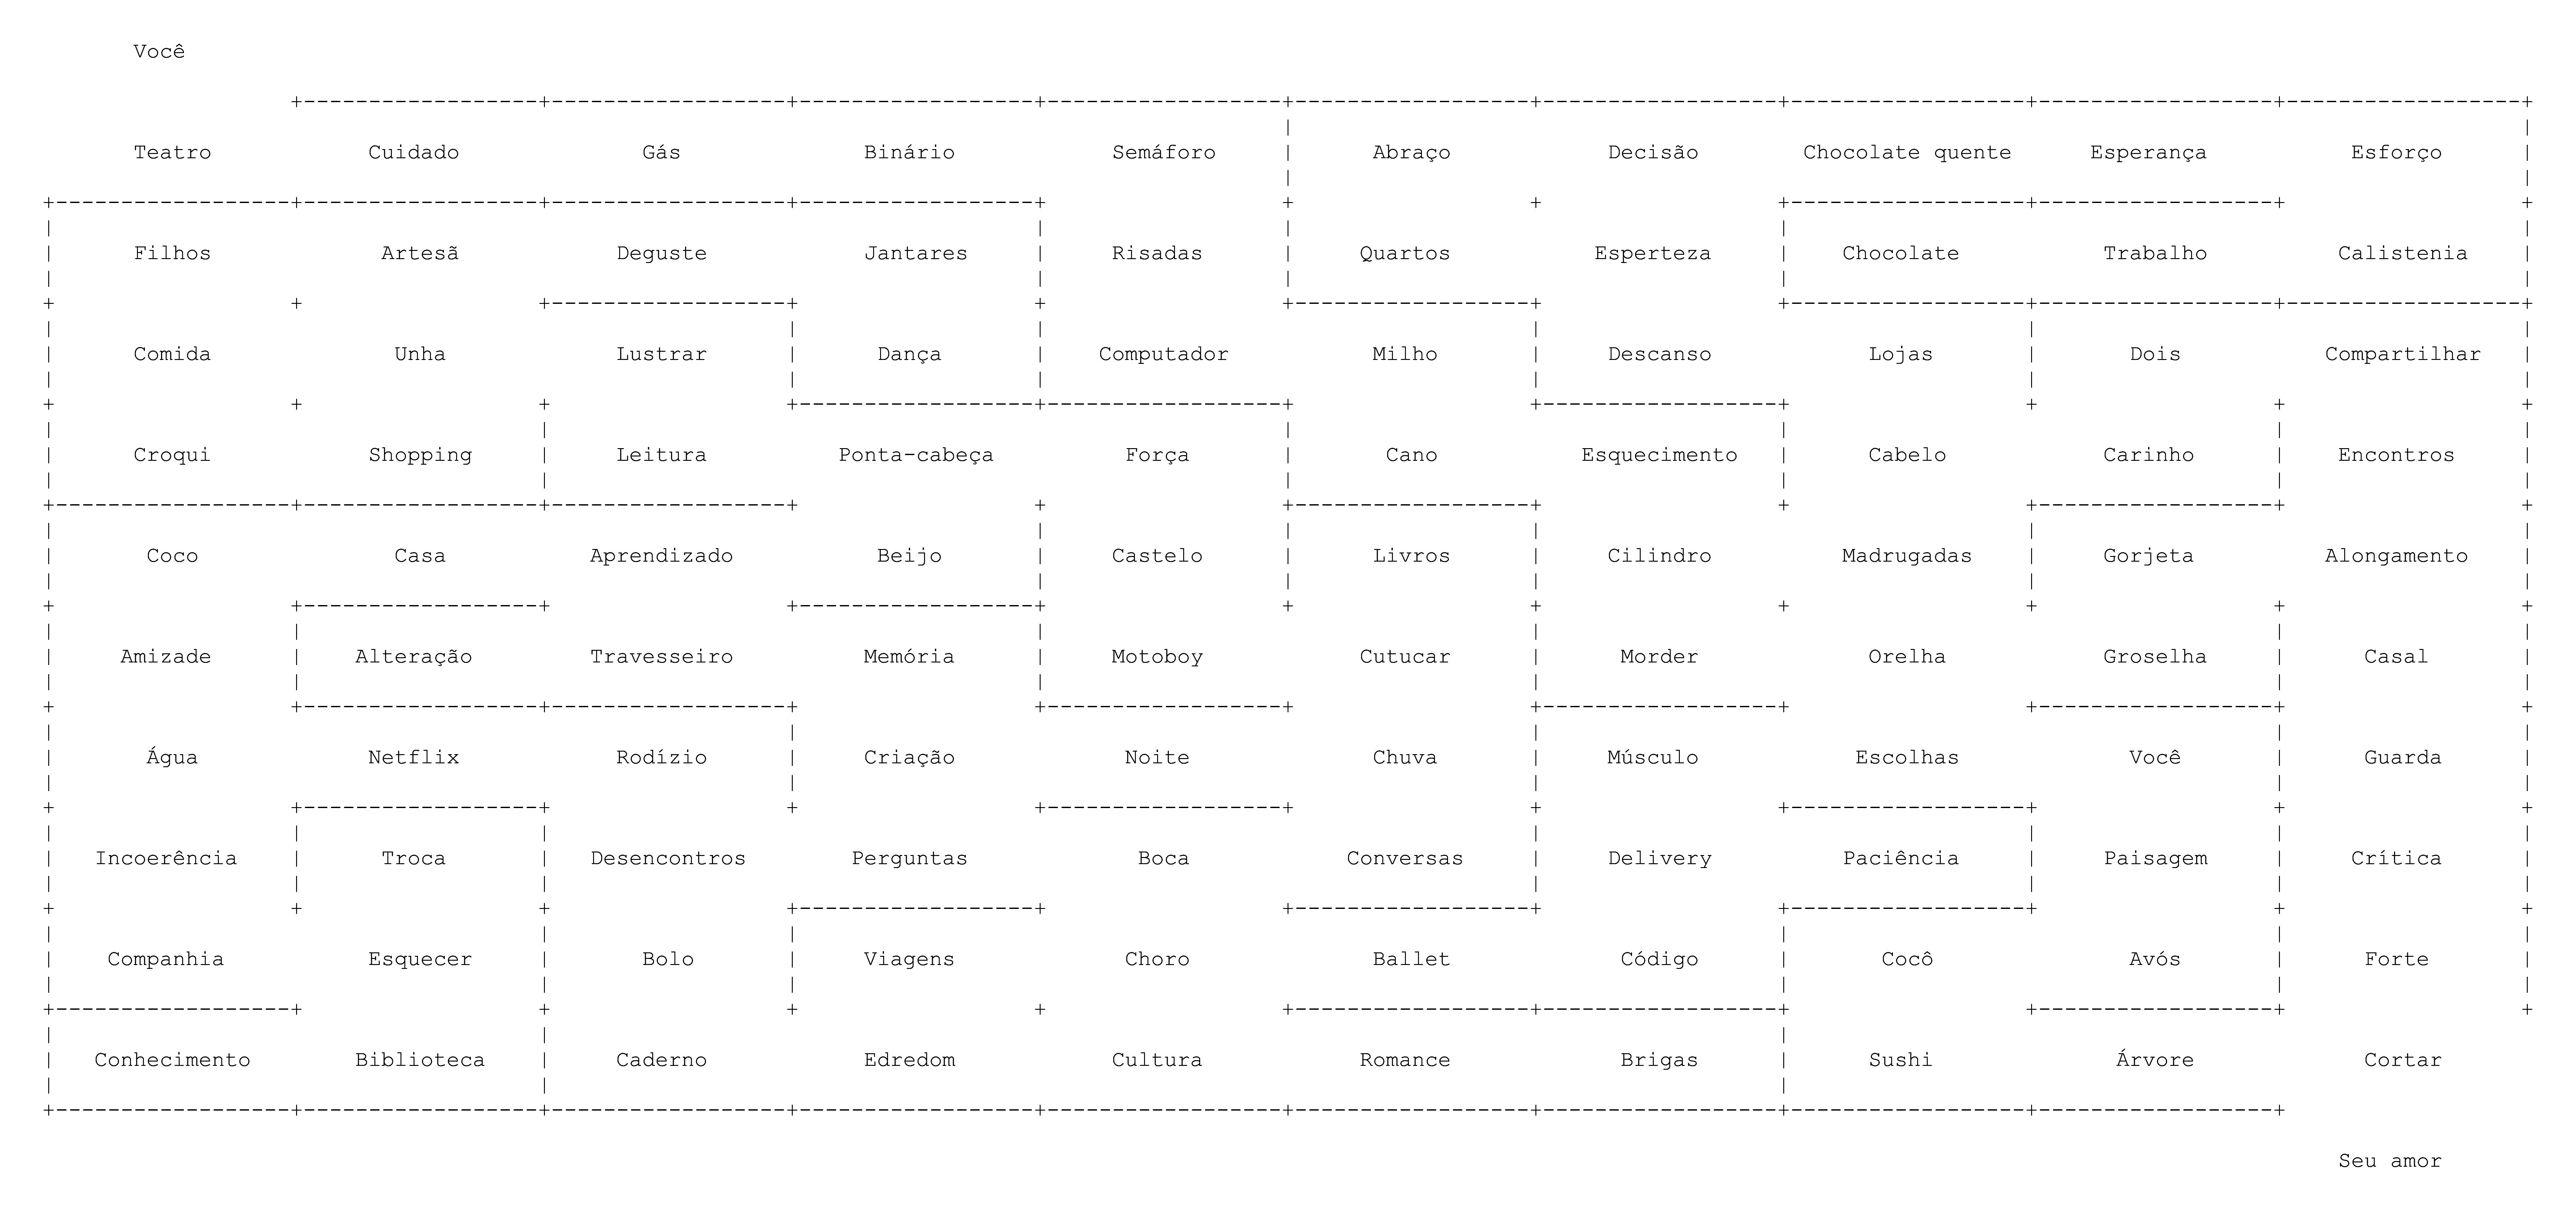 Você
Teatro Cuidado Gás Binário Semáforo Abraço Decisão Chocolate quente Esperança Esforço
Filhos Artesã Deguste Jantares Risadas Quartos Esperteza Chocolate Trabalho Calistenia
Comida Unha Lustrar Dança Computador Milho Descanso Lojas Dois Compartilhar
Croqui Shopping Leitura Ponta-cabeça Força Cano Esquecimento Cabelo Carinho Encontros
Coco Casa Aprendizado Beijo Castelo Livros Cilindro Madrugadas Gorjeta Alongamento
Amizade Alteração Travesseiro Memória Motoboy Cutucar Morder Orelha Groselha Casal
Água Netflix Rodízio Criação Noite Chuva Músculo Escolhas Você Guarda
Incoerência Troca Desencontros Perguntas Boca Conversas Delivery Paciência Paisagem Crítica
Companhia Esquecer Bolo Viagens Choro Ballet Código Cocô Avós Forte
Conhecimento Biblioteca Caderno Edredom Cultura Romance Brigas Sushi Árvore Cortar
Seu amor